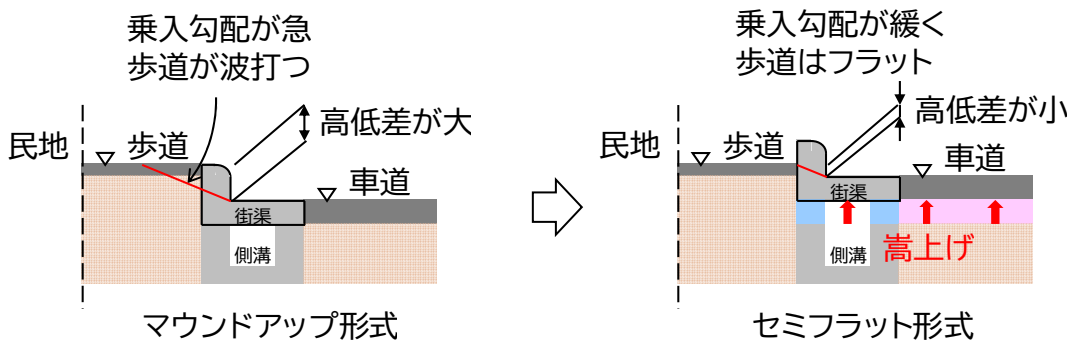 乗入勾配が急
歩道が波打つ
高低差が大
民地
歩道
車道
街渠
側溝
マウンドアップ形式
乗入勾配が緩く
歩道はフラット
高低差が小
民地
歩道
車道
街渠
側溝
嵩上げ
セミフラット形式